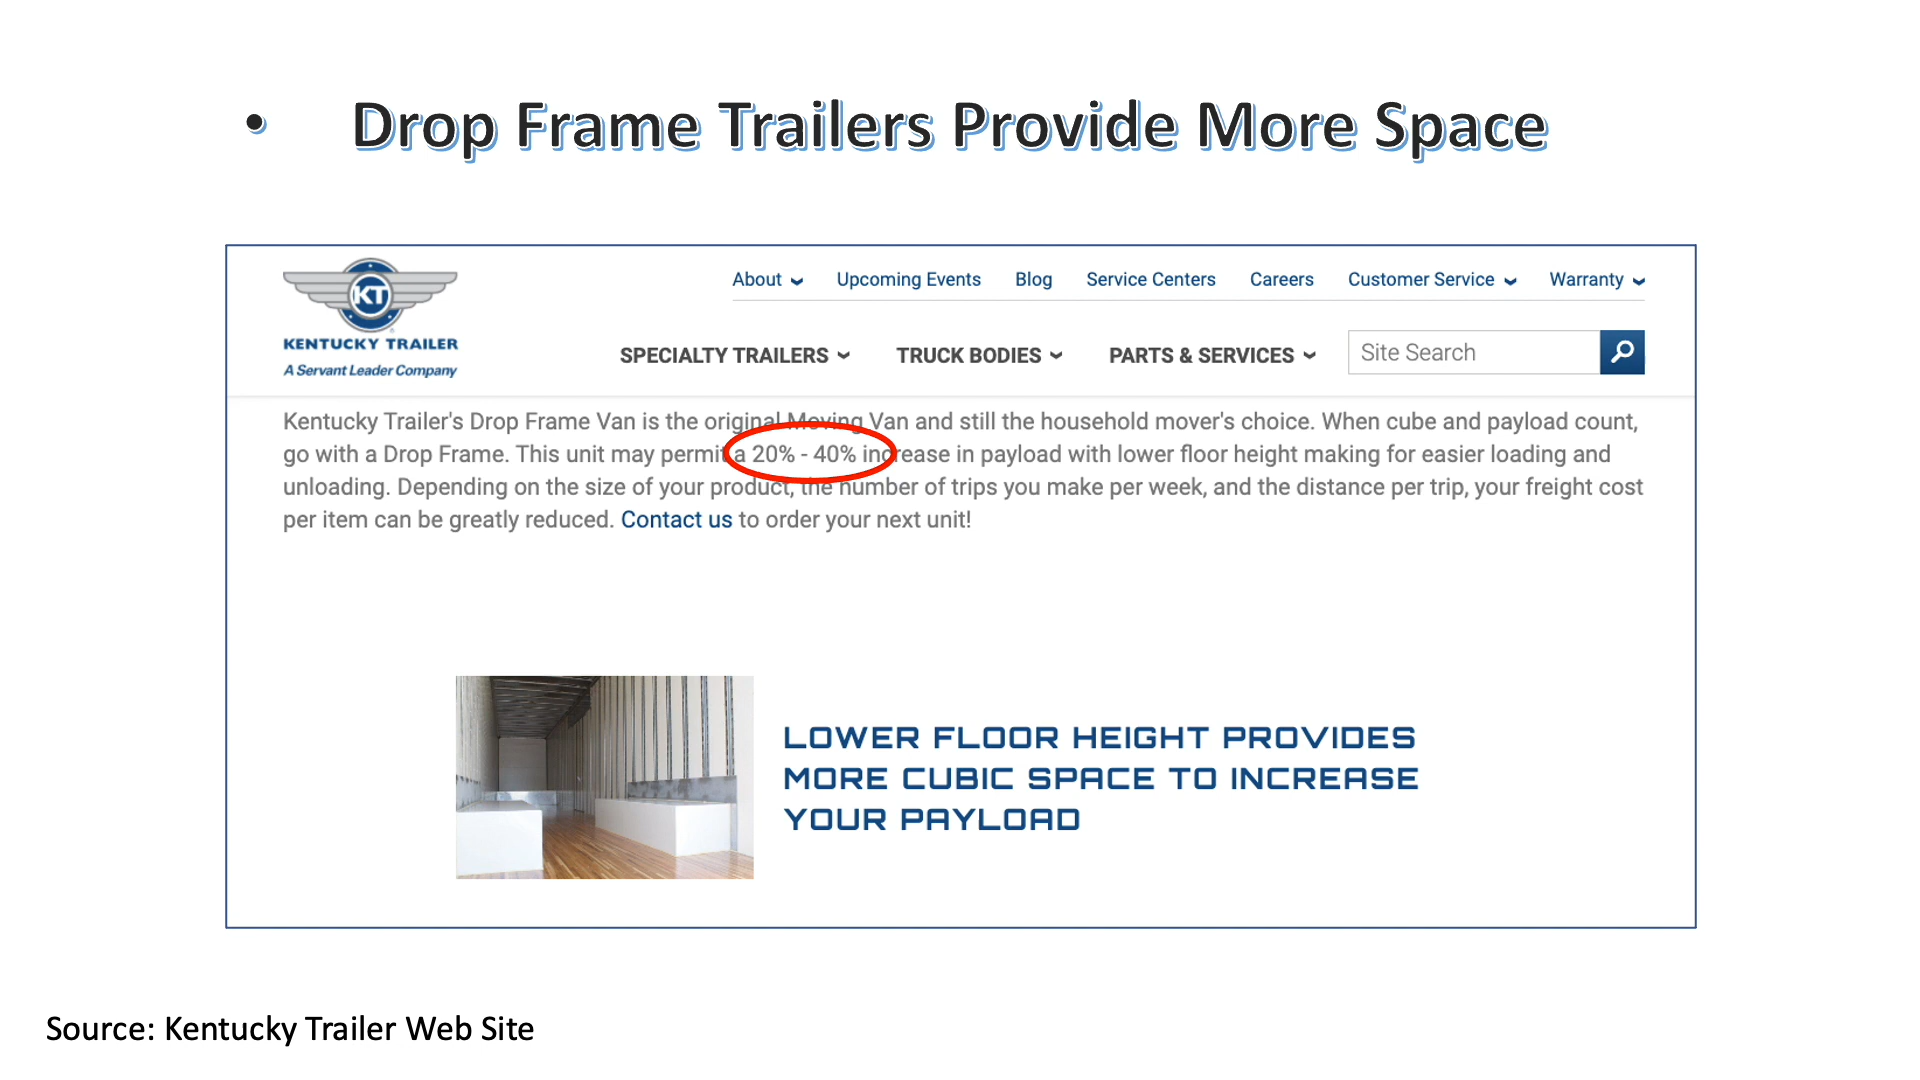 • Drop Frame Trailers Provide More Space
KT
KENTUCKY TRAILER
A Servant Leader Company
About Upcoming Events Blog Service Centers Careers Customer Service Warranty
SPECIALTY TRAILERS TRUCK BODIES PARTS & SERVICES Site Search
Kentucky Trailer's Drop Frame Van is the original Moving Van and still the household mover's choice. When cube and payload count,
go with a Drop Frame. This unit may permit a 20% - 40% increase in payload with lower floor height making for easier loading and
unloading. Depending on the size of your product, the number of trips you make per week, and the distance per trip, your freight cost
per item can be greatly reduced. Contact us to order your next unit!
LOWER FLOOR HEIGHT PROVIDES
MORE CUBIC SPACE TO INCREASE
YOUR PAYLOAD
Source: Kentucky Trailer Web Site